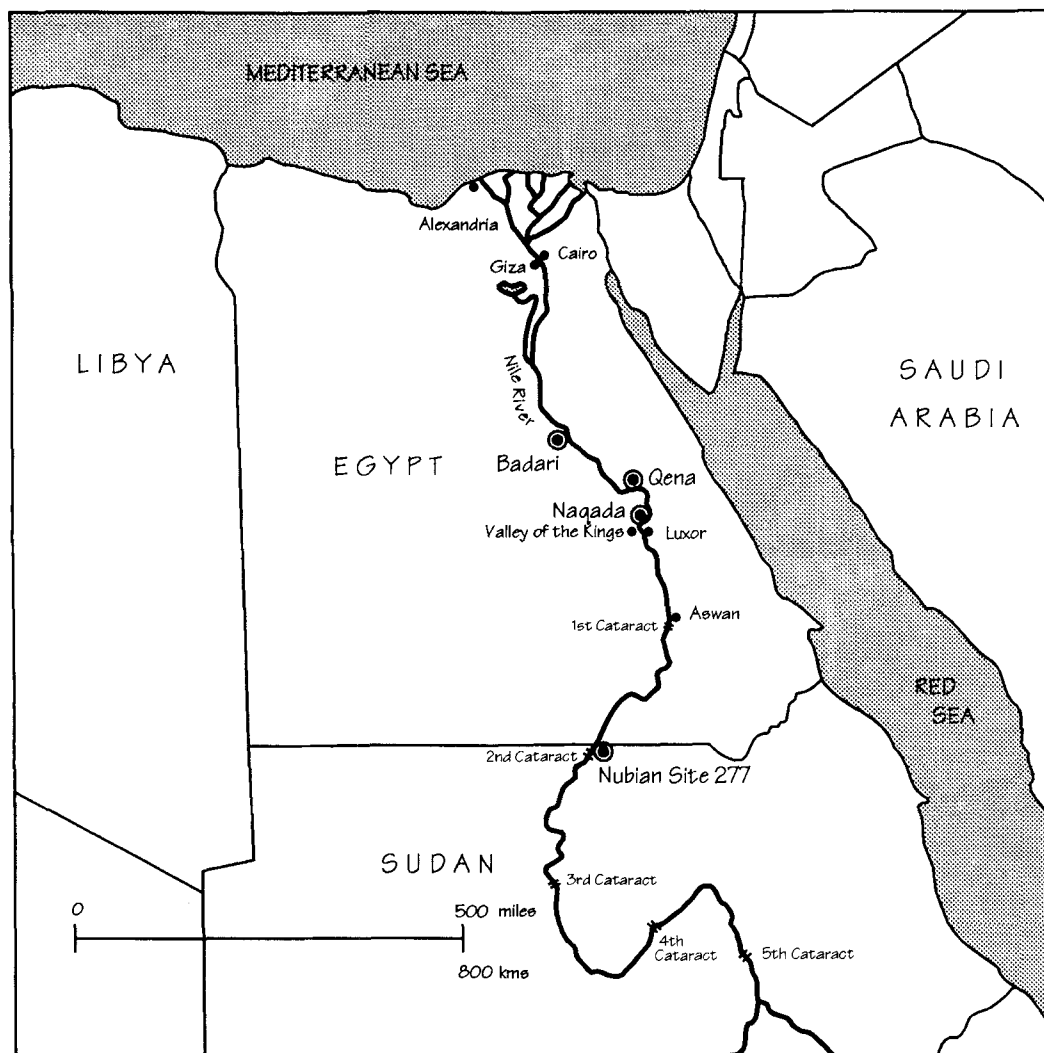 MEDITERRANEAN SEA
Alexandria
Cairo
Giza
LIBYA
Nile River
SAUDI
ARABIA
EGYPT
Badari
Qena
Naqada
Valley of the Kings
Luxor
Aswan
1st Cataract
RED
SEA
2nd Cataract
Nubian Site 277
SUDAN
3rd Cataract
0
500 miles
4th
Cataract
5th Cataract
800 kms